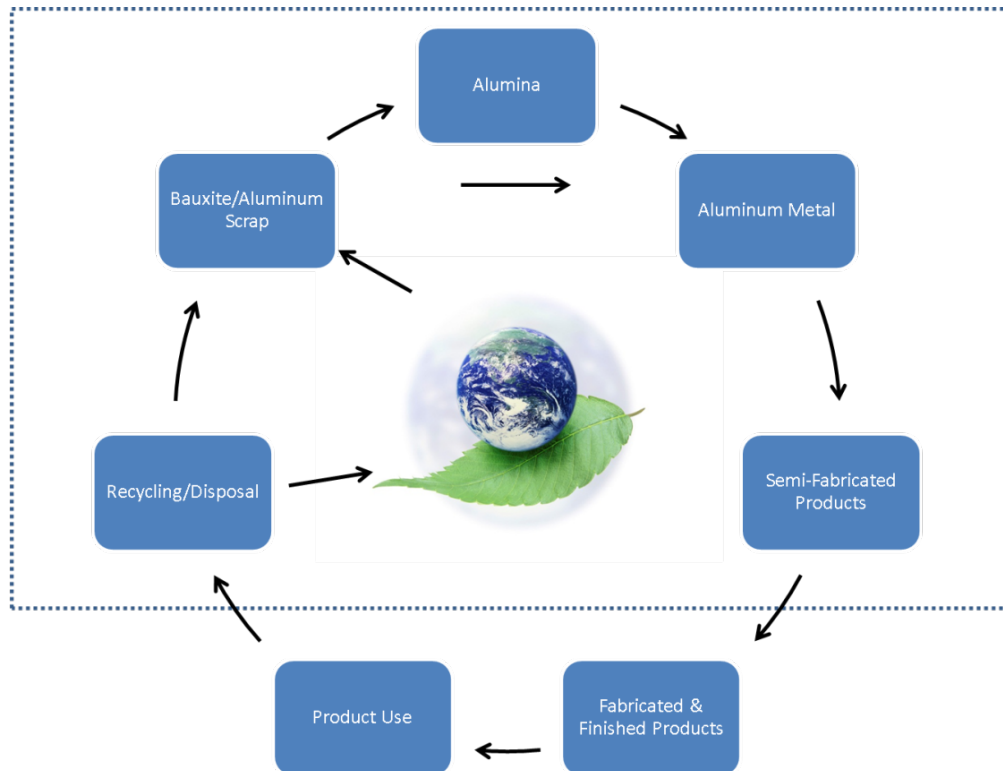 Alumina
Bauxite/Aluminum
Scrap
Aluminum Metal
Recycling/Disposal
Semi-Fabricated
Products
Product Use
Fabricated &
Finished Products